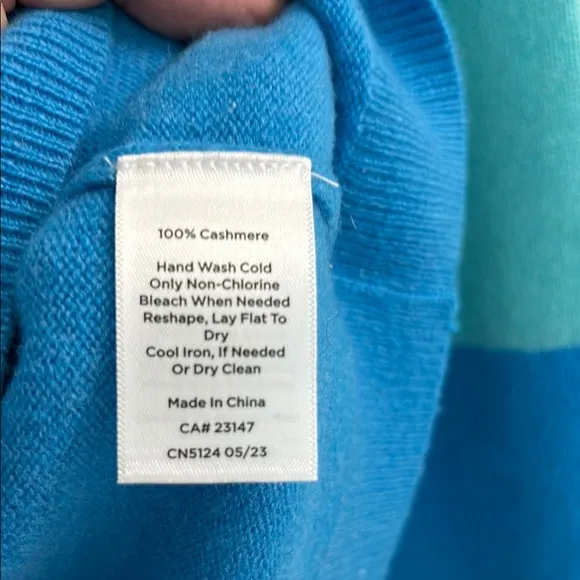 100% Cashmere
Hand Wash Cold
Only Non-Chlorine
Bleach When Needed
Reshape, Lay Flat To
Dry
Cool Iron, If Needed
Or Dry Clean
Made In China
CA# 23147
CN5124 05/23